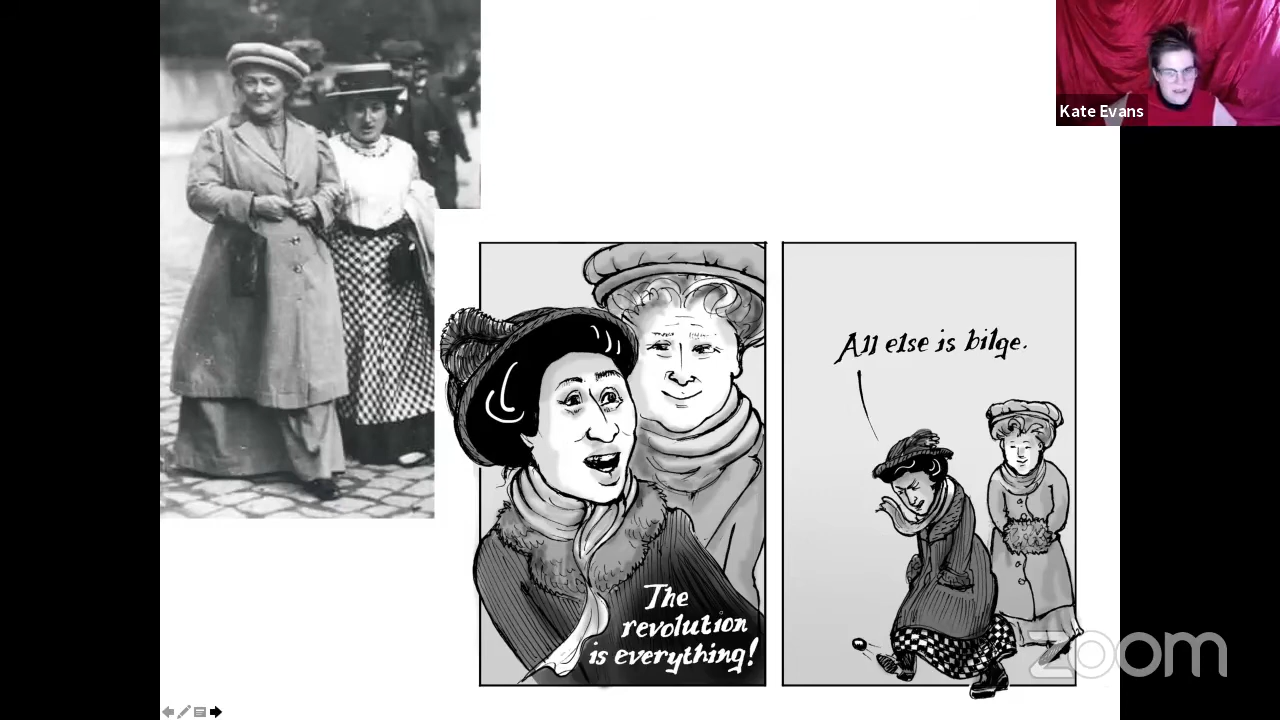 Kate Evans
All else is bilge.
The
revolution
is everything!
zoom